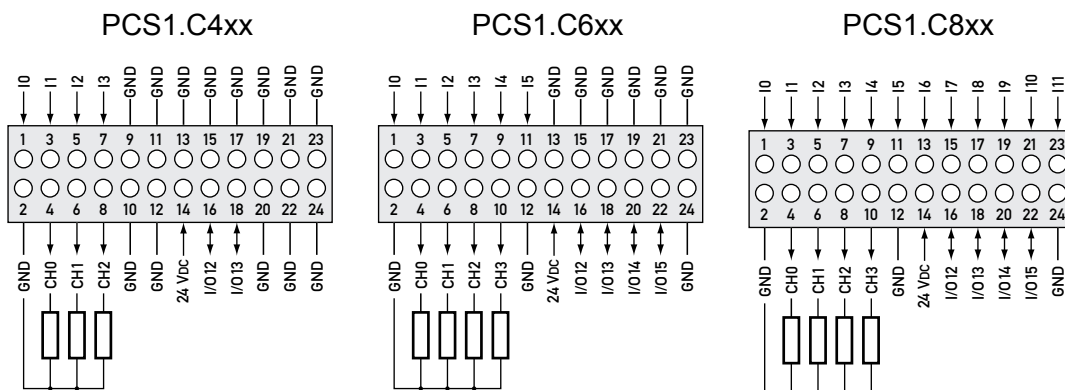 PCS1.C4xx
I0 I1 I2 I3 GND GND GND GND GND GND GND GND
1 3 5 7 9 11 13 15 17 19 21 23
2 4 6 8 10 12 14 16 18 20 22 24
GND CH0 CH1 CH2 GND GND 24 VDC I/O12 I/O13 GND GND GND
PCS1.C6xx
I0 I1 I2 I3 I4 I5 GND GND GND GND GND GND
1 3 5 7 9 11 13 15 17 19 21 23
2 4 6 8 10 12 14 16 18 20 22 24
GND CH0 CH1 CH2 CH3 GND 24 VDC I/O12 I/O13 I/O14 I/O15 GND
PCS1.C8xx
I0 I1 I2 I3 I4 I5 I6 I7 I8 I9 I10 I11
1 3 5 7 9 11 13 15 17 19 21 23
2 4 6 8 10 12 14 16 18 20 22 24
GND CH0 CH1 CH2 CH3 GND 24 VDC I/O12 I/O13 I/O14 I/O15 GND